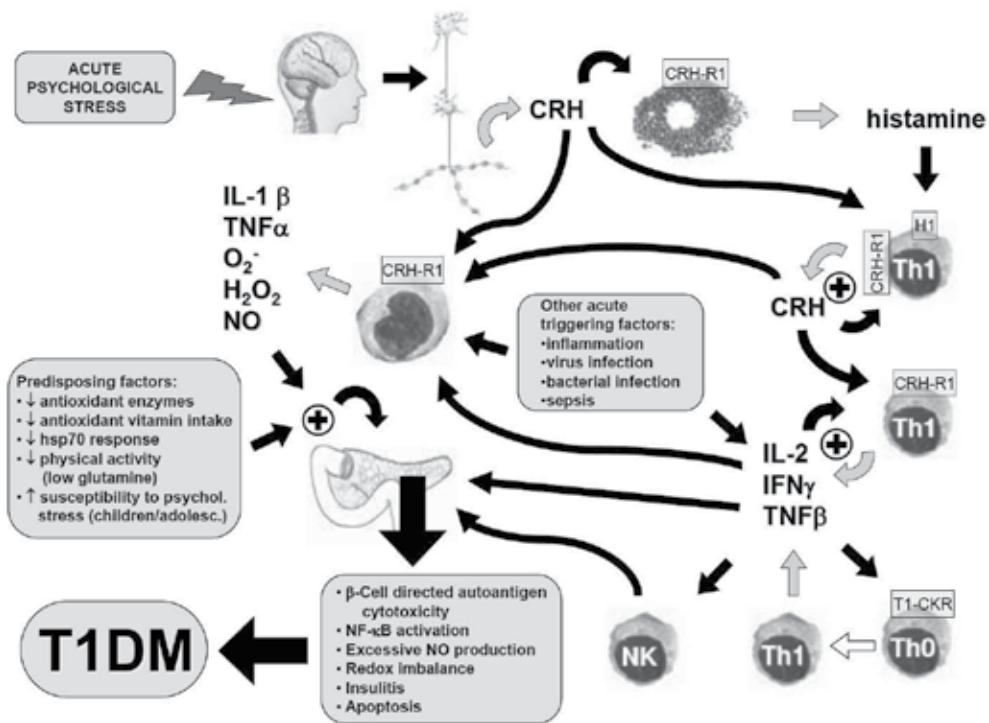 ACUTE
PSYCHOLOGICAL
STRESS
CRH
CRH-R1
histamine
IL-1 β
TNFα
O₂⁻
H₂O₂
NO
CRH-R1
H1
CRH-R1
Th1
CRH
+
Other acute
triggering factors:
•inflammation
•virus infection
•bacterial infection
•sepsis
CRH-R1
Th1
Predisposing factors:
• ↓ antioxidant enzymes
• ↓ antioxidant vitamin intake
• ↓ hsp70 response
• ↓ physical activity
(low glutamine)
• ↑ susceptibility to psychol.
stress (children/adolesc.)
+
+
IL-2
IFNγ
TNFβ
• β-Cell directed autoantigen
cytotoxicity
• NF-κB activation
• Excessive NO production
• Redox imbalance
• Insulitis
• Apoptosis
T1DM
NK
Th1
T1-CKR
Th0